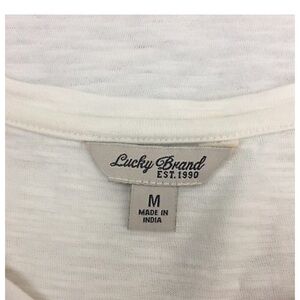 Lucky Brand
EST. 1990
M
MADE IN
INDIA